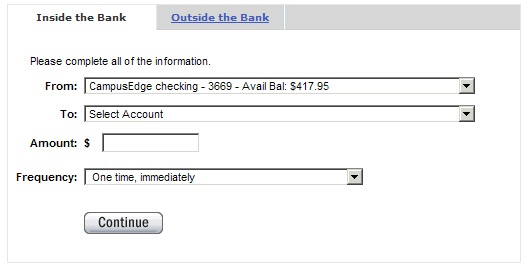 Inside the Bank Outside the Bank
Please complete all of the information.
From: CampusEdge checking - 3669 - Avail Bal: $417.95
To: Select Account
Amount: $
Frequency: One time, immediately
Continue